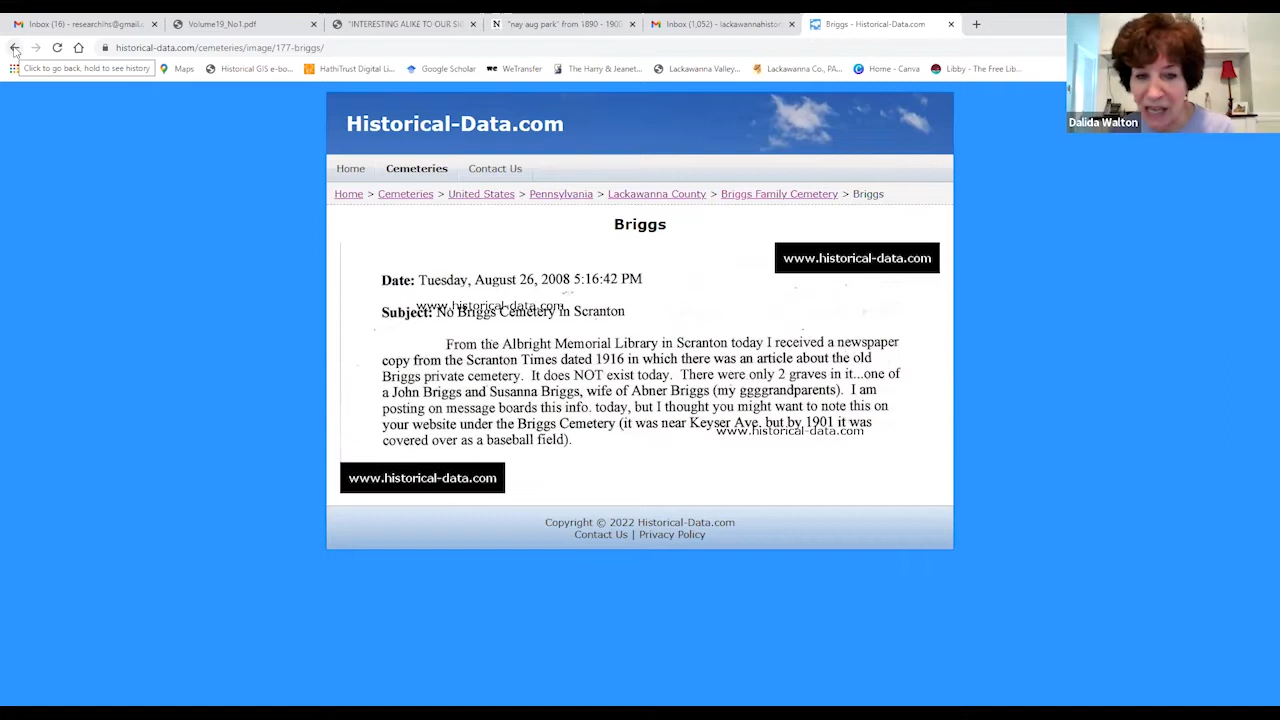 Inbox (16) - researchlhs@gmail.
Volume19_No1.pdf
"INTERESTING ALIKE TO OUR SI
"nay aug park" from 1890 - 1900
Inbox (1,052) - lackawannahistor
Briggs - Historical-Data.com
historical-data.com/cemeteries/image/177-briggs/
Click to go back, hold to see history
Maps
Historical GIS e-bo...
HathiTrust Digital Li...
Google Scholar
WeTransfer
The Harry & Jeanet...
Lackawanna Valley...
Lackawanna Co., PA...
Home - Canva
Libby - The Free Lib...
Dalida Walton
Historical-Data.com
Home Cemeteries Contact Us
Home > Cemeteries > United States > Pennsylvania > Lackawanna County > Briggs Family Cemetery > Briggs
Briggs
www.historical-data.com
Date: Tuesday, August 26, 2008 5:16:42 PM
www.historical-data.com
Subject: No Briggs Cemetery in Scranton
From the Albright Memorial Library in Scranton today I received a newspaper
copy from the Scranton Times dated 1916 in which there was an article about the old
Briggs private cemetery. It does NOT exist today. There were only 2 graves in it...one of
a John Briggs and Susanna Briggs, wife of Abner Briggs (my ggggrandparents). I am
posting on message boards this info. today, but I thought you might want to note this on
your website under the Briggs Cemetery (it was near Keyser Ave. but by 1901 it was
www.historical-data.com
covered over as a baseball field).
www.historical-data.com
Copyright © 2022 Historical-Data.com
Contact Us | Privacy Policy